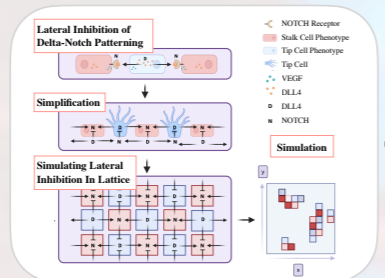 Lateral Inhibition of
Delta-Notch Patterning
N D N
Simplification
N D N D N
D N D N D N
Simulating Lateral
Inhibition In Lattice
N D N D N
D N D N D
N D N D N
NOTCH Receptor
Stalk Cell Phenotype
Tip Cell Phenotype
Tip Cell
VEGF
DLL4
D DLL4
N NOTCH
Simulation
y
x